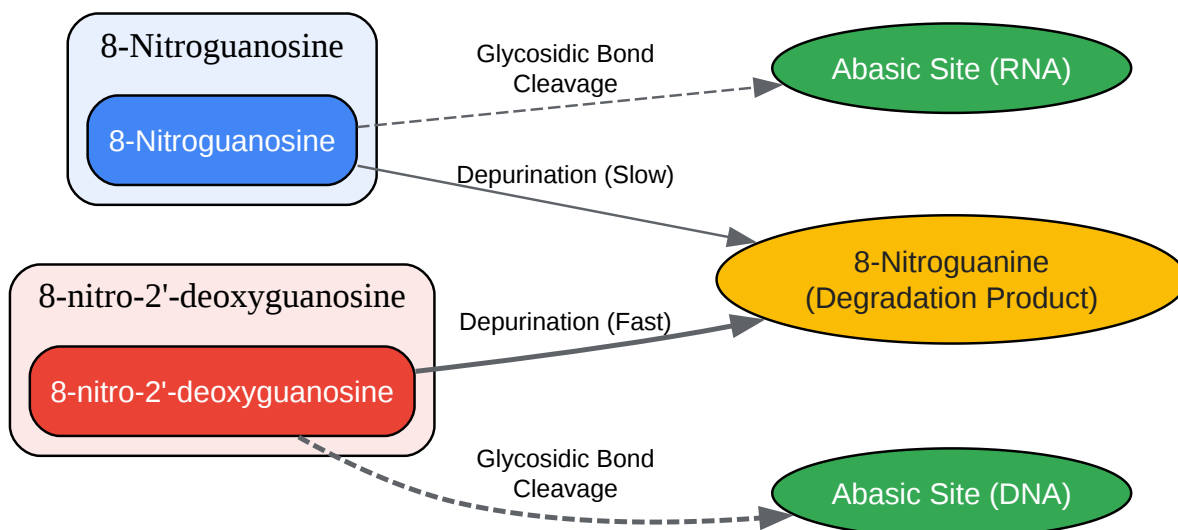 8-Nitroguanosine
8-Nitroguanosine
Glycosidic Bond
Cleavage
Abasic Site (RNA)
Depurination (Slow)
8-Nitroguanine
(Degradation Product)
8-nitro-2'-deoxyguanosine
8-nitro-2'-deoxyguanosine
Depurination (Fast)
Glycosidic Bond
Cleavage
Abasic Site (DNA)